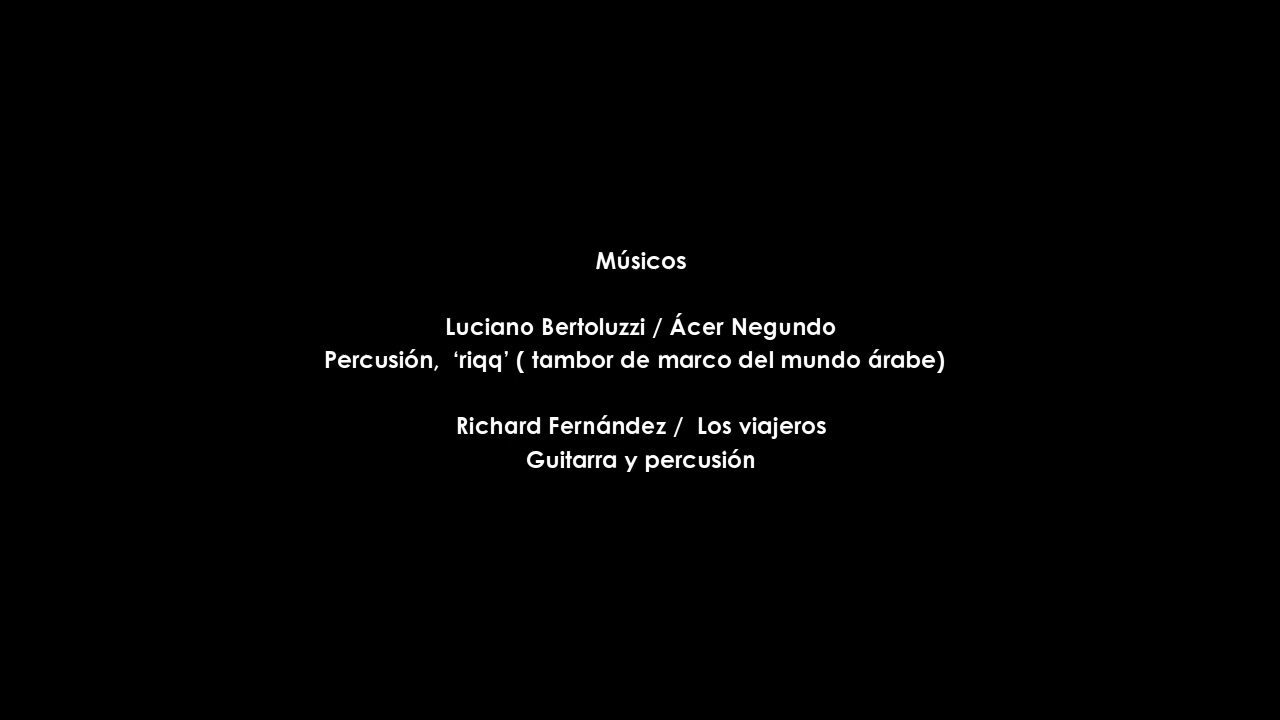 Músicos
Luciano Bertoluzzi / Ácer Negundo
Percusión,  ‘riqq’ ( tambor de marco del mundo árabe)
Richard Fernández /  Los viajeros
Guitarra y percusión